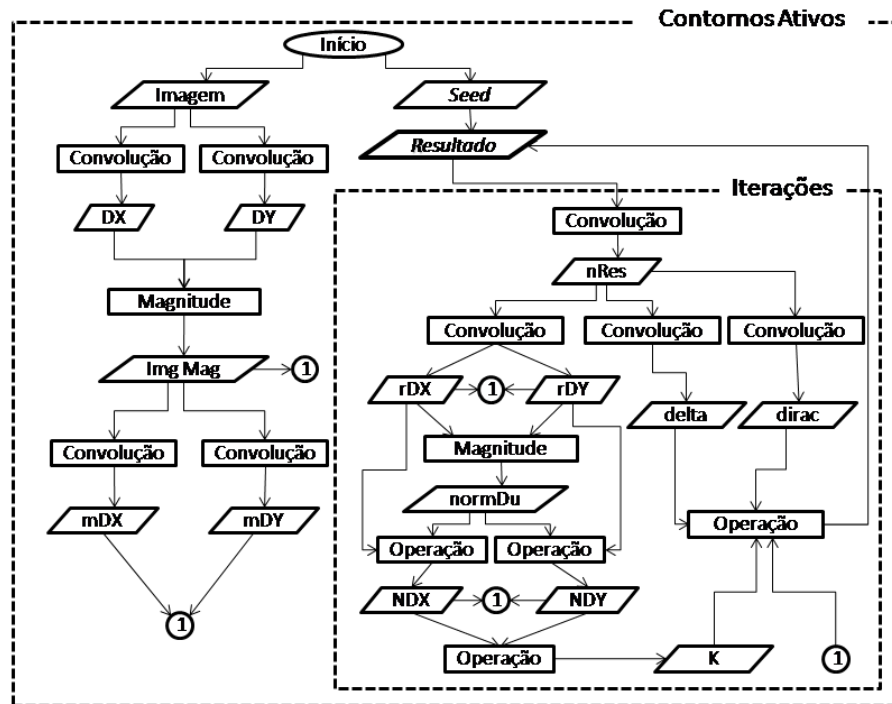 Contornos Ativos
Início
Imagem
Seed
Convolução
Convolução
Resultado
Iterações
DX
DY
Convolução
nRes
Magnitude
Convolução
Convolução
Convolução
Img Mag
1
rDX
1
rDY
delta
dirac
Convolução
Convolução
Magnitude
normDu
mDX
mDY
Operação
Operação
Operação
NDX
1
NDY
1
Operação
K
1